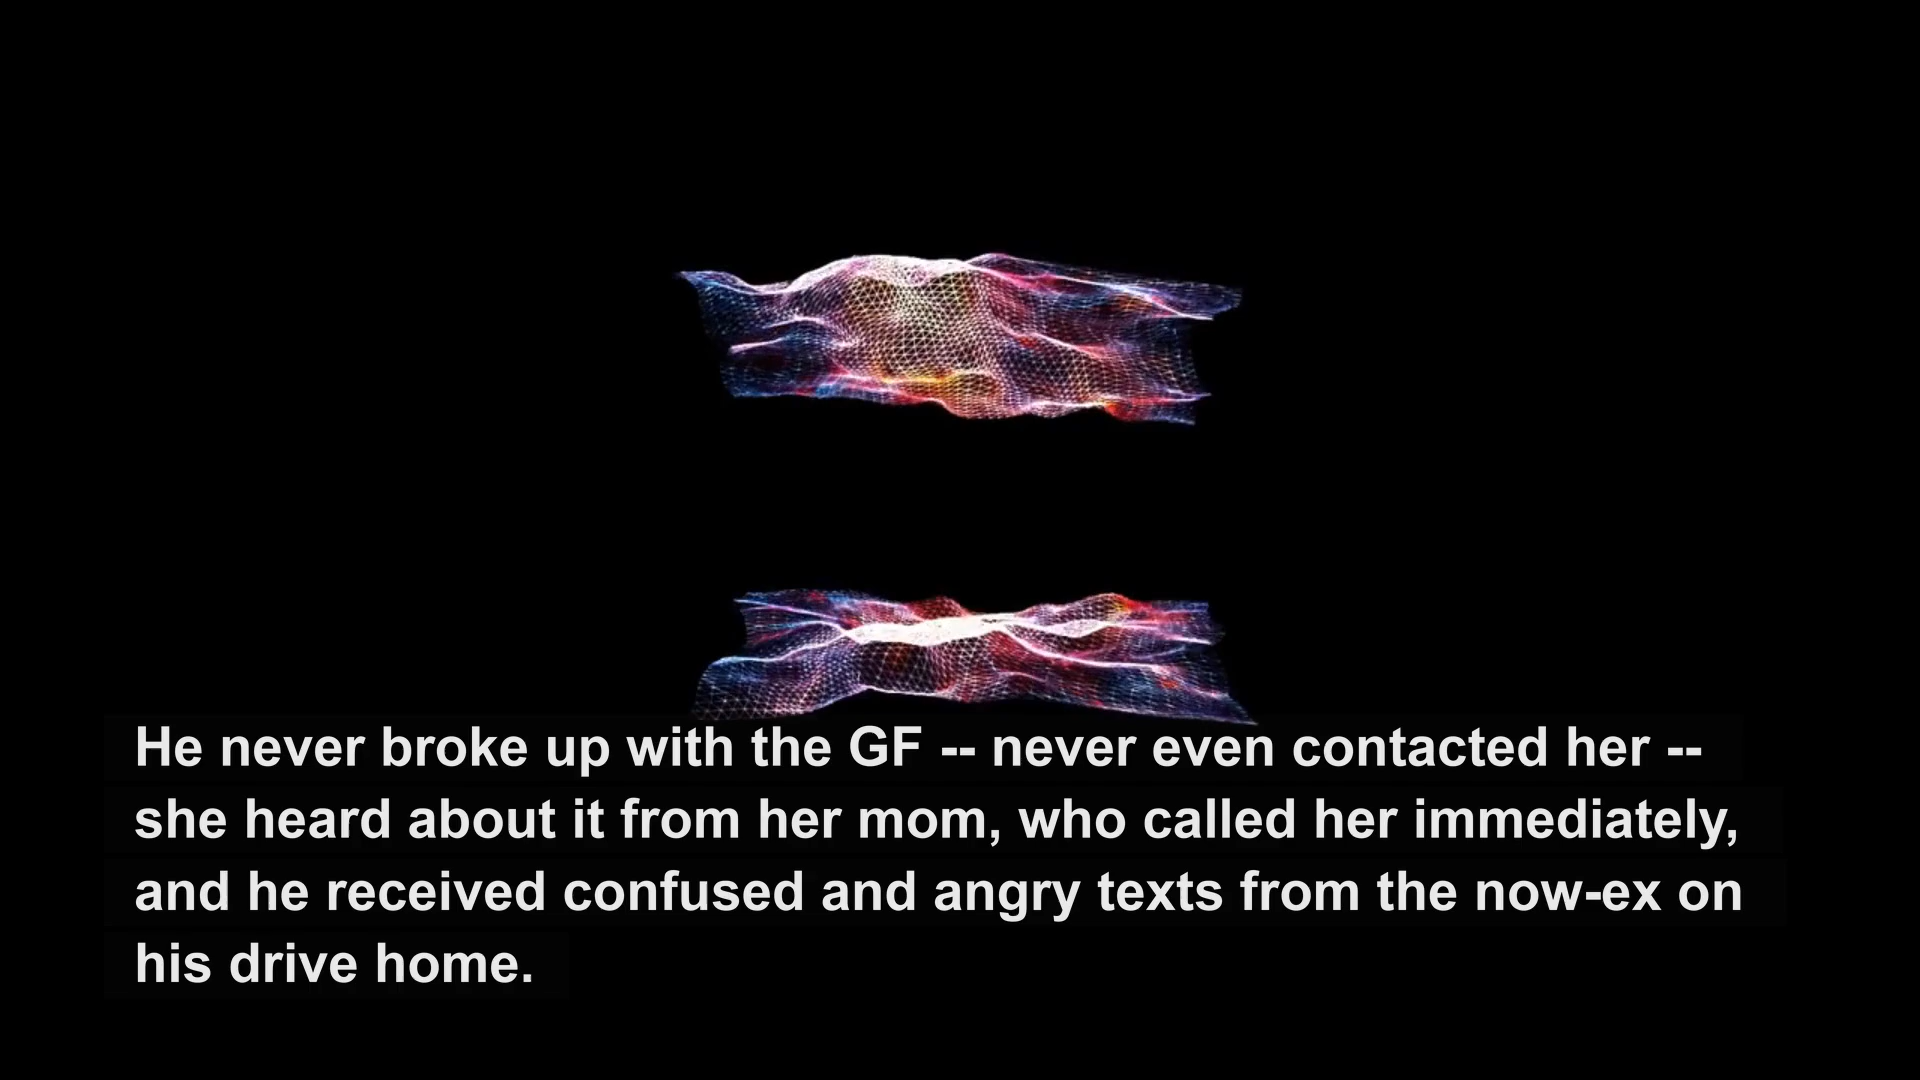 He never broke up with the GF -- never even contacted her --
she heard about it from her mom, who called her immediately,
and he received confused and angry texts from the now-ex on
his drive home.